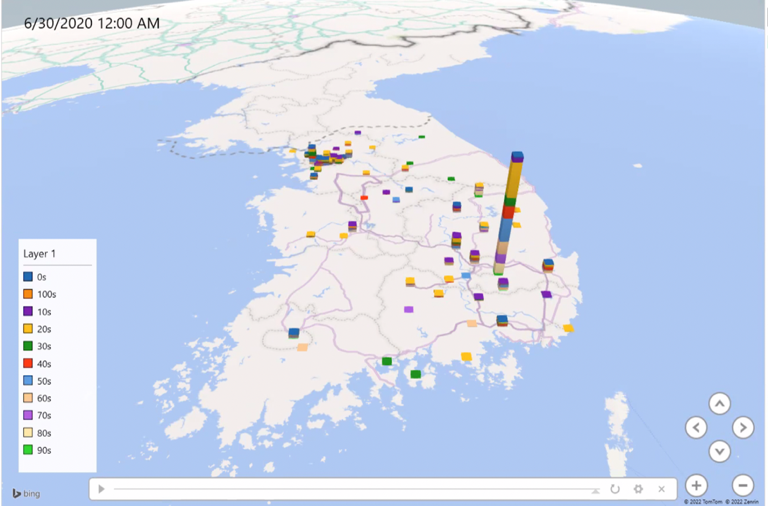 6/30/2020 12:00 AM
Layer 1
0s
100s
10s
20s
30s
40s
50s
60s
70s
80s
90s
bing
© 2022 TomTom © 2022 Zenrin